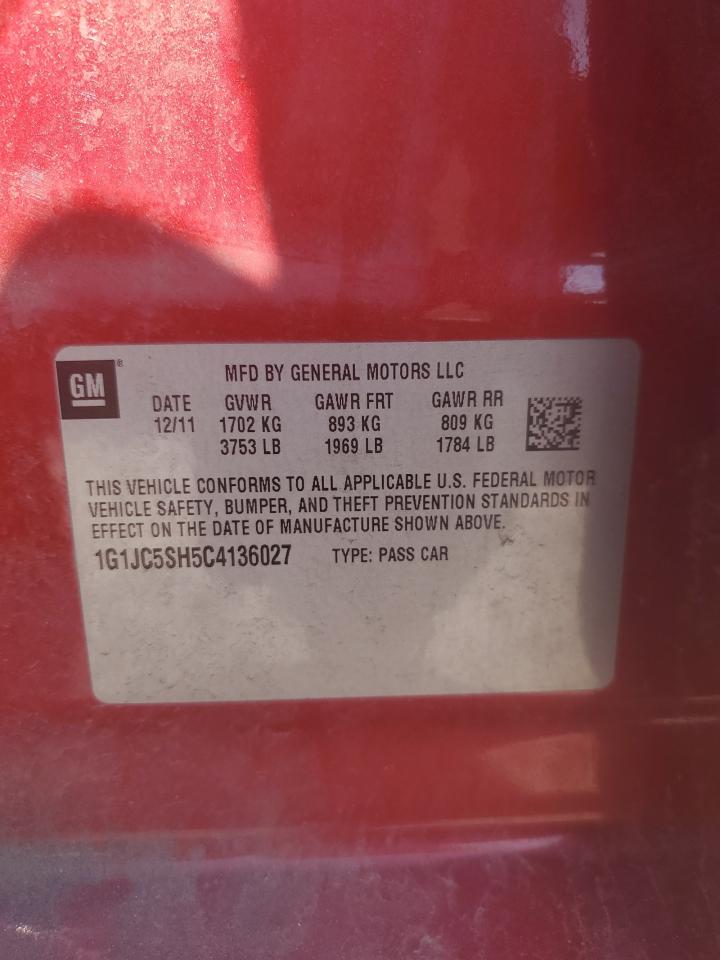 GM®
MFD BY GENERAL MOTORS LLC
DATE GVWR GAWR FRT GAWR RR
12/11 1702 KG 893 KG 809 KG
3753 LB 1969 LB 1784 LB
THIS VEHICLE CONFORMS TO ALL APPLICABLE U.S. FEDERAL MOTOR
VEHICLE SAFETY, BUMPER, AND THEFT PREVENTION STANDARDS IN
EFFECT ON THE DATE OF MANUFACTURE SHOWN ABOVE.
1G1JC5SH5C4136027 TYPE: PASS CAR